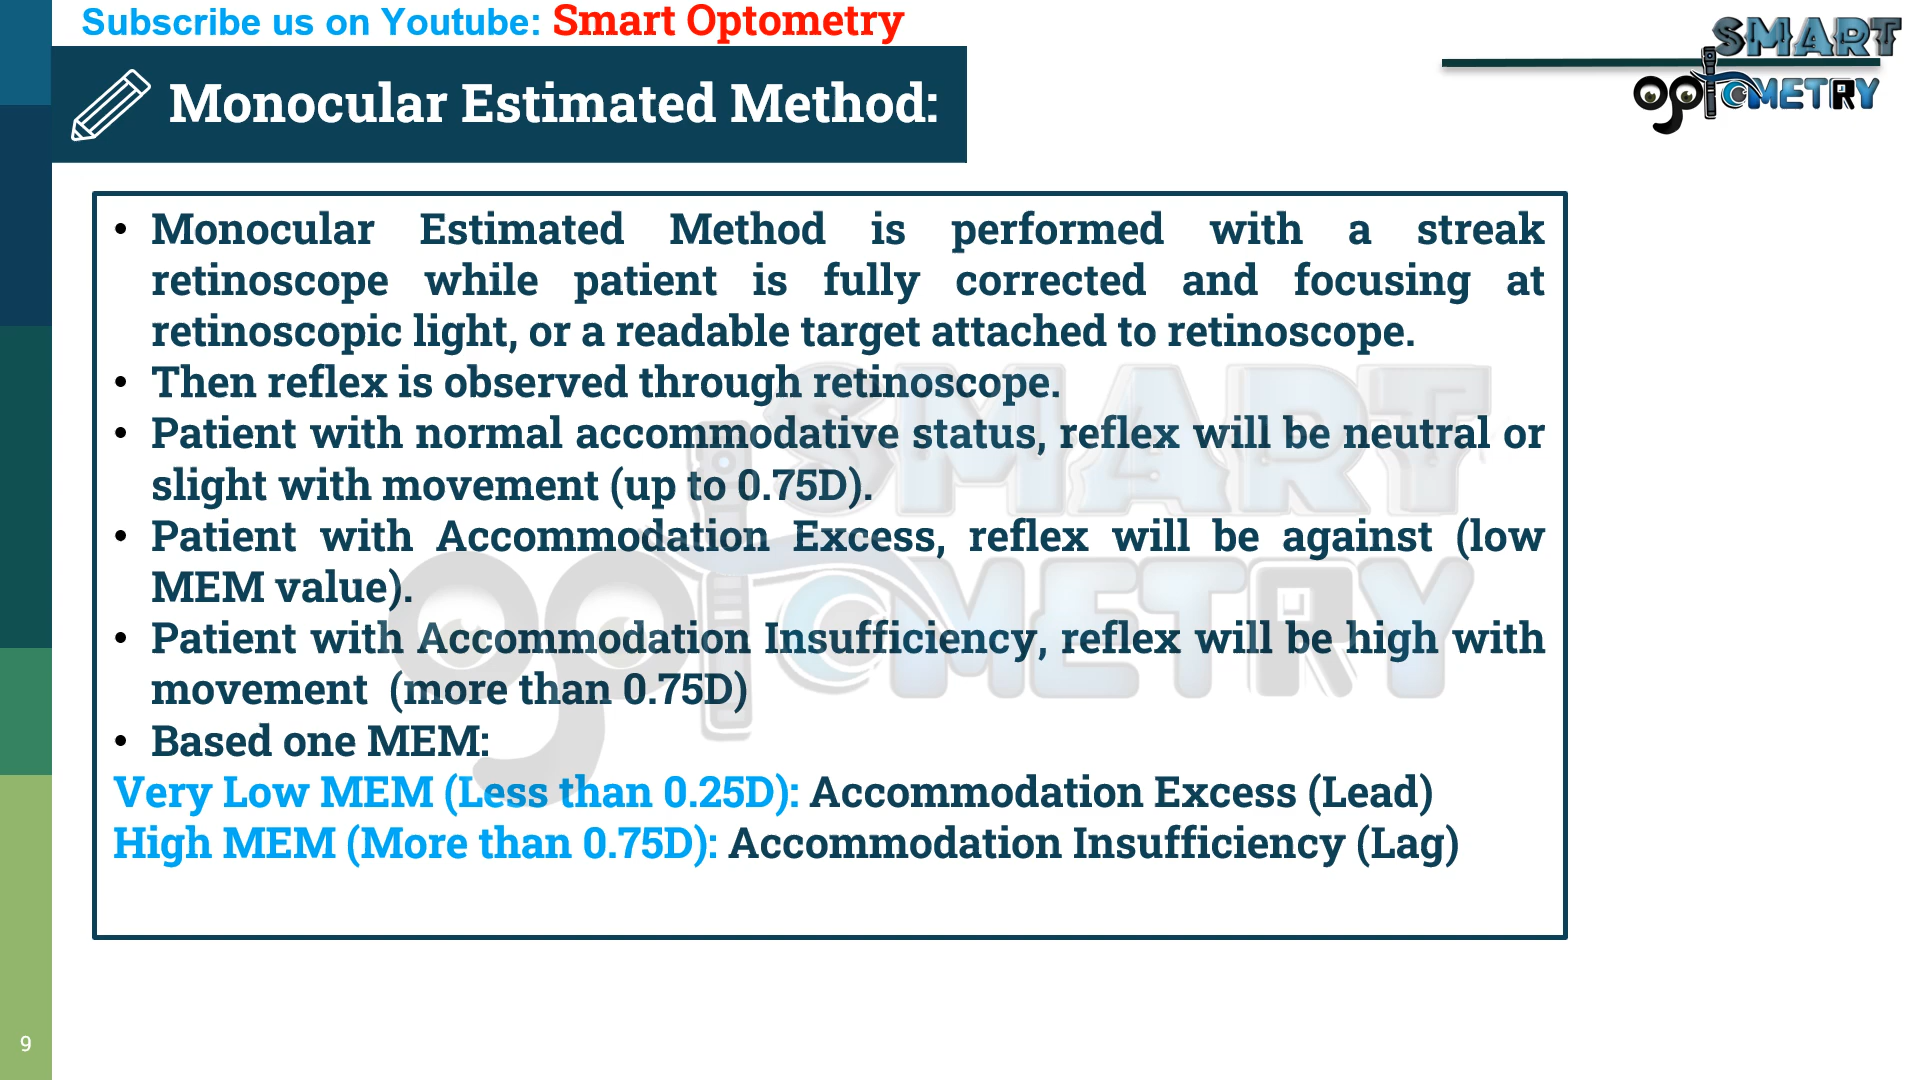 Subscribe us on Youtube: Smart Optometry
SMART
OptOMETRY
Monocular Estimated Method:
• Monocular Estimated Method is performed with a streak
retinoscope while patient is fully corrected and focusing at
retinoscopic light, or a readable target attached to retinoscope.
• Then reflex is observed through retinoscope.
• Patient with normal accommodative status, reflex will be neutral or
slight with movement (up to 0.75D).
• Patient with Accommodation Excess, reflex will be against (low
MEM value).
• Patient with Accommodation Insufficiency, reflex will be high with
movement (more than 0.75D)
• Based one MEM:
Very Low MEM (Less than 0.25D): Accommodation Excess (Lead)
High MEM (More than 0.75D): Accommodation Insufficiency (Lag)
SMART
OptOMETRY
9